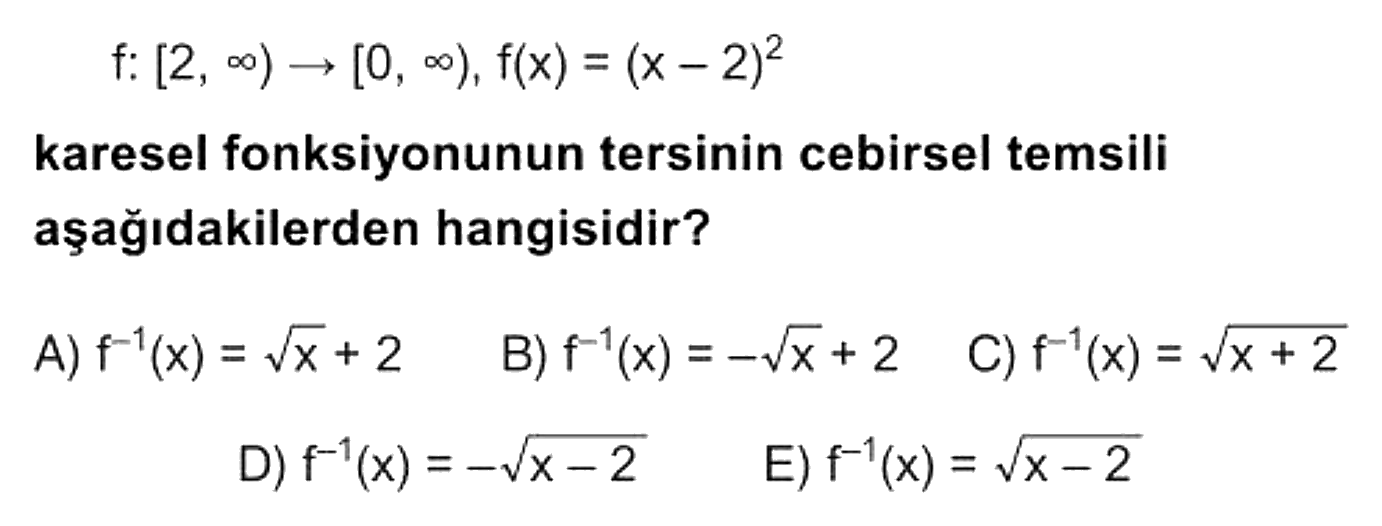 f: [2, ∞) → [0, ∞), f(x) = (x – 2)²
karesel fonksiyonunun tersinin cebirsel temsili
aşağıdakilerden hangisidir?
A) f⁻¹(x) = √x + 2 B) f⁻¹(x) = –√x + 2 C) f⁻¹(x) = √(x + 2)
D) f⁻¹(x) = –√(x – 2) E) f⁻¹(x) = √(x – 2)